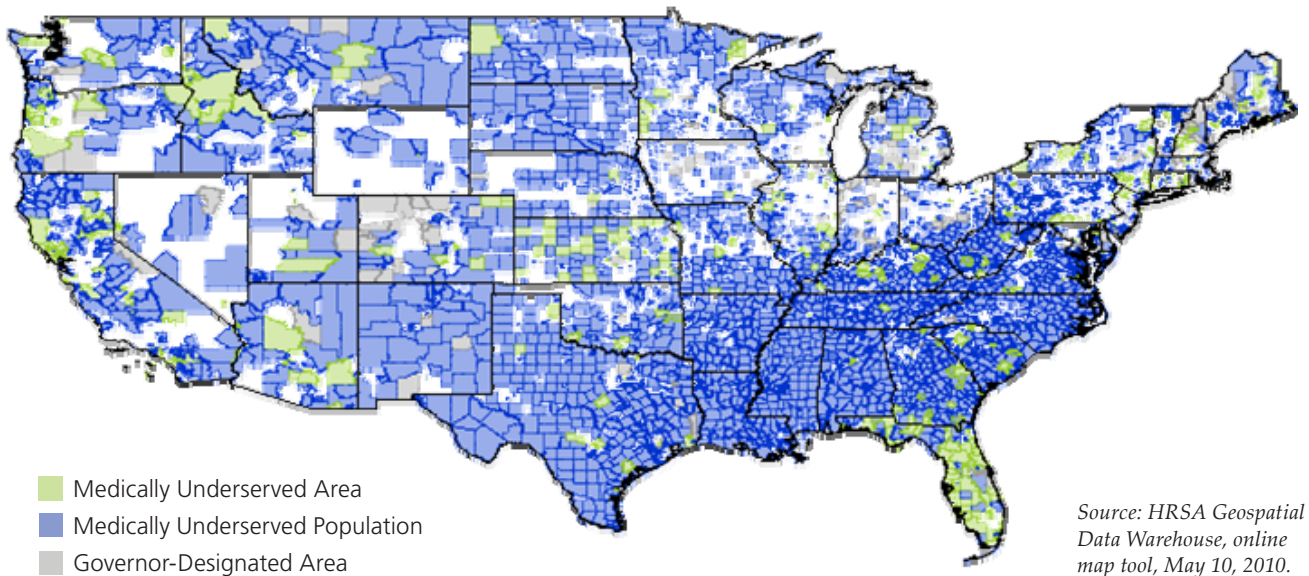 Medically Underserved Area
Medically Underserved Population
Governor-Designated Area
Source: HRSA Geospatial
Data Warehouse, online
map tool, May 10, 2010.